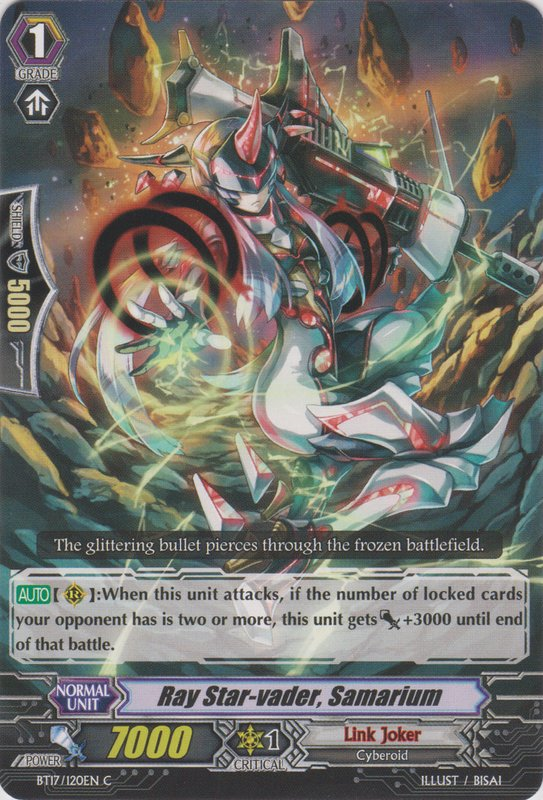 1
GRADE
SHIELD
5000
The glittering bullet pierces through the frozen battlefield.
AUTO【R】:When this unit attacks, if the number of locked cards
your opponent has is two or more, this unit gets +3000 until end
of that battle.
NORMAL
UNIT
Ray Star-vader, Samarium
POWER
7000
1
CRITICAL
Link Joker
Cyberoid
BT17/120EN C
ILLUST / BISAI